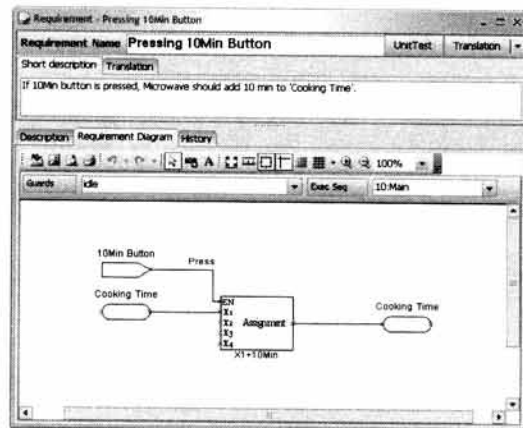 Requirement - Pressing 10Min Button
Requirement Name Pressing 10Min Button UnitTest Translation
Short description Translation
If 10Min button is pressed, Microwave should add 10 min to 'Cooking Time'.
Description Requirement Diagram History
A 100%
Guards idle Exec Seq 10:Main
10Min Button
Press
Cooking Time
EN
X1
X2
X3
X4
Assignment
Cooking Time
X1+10Min